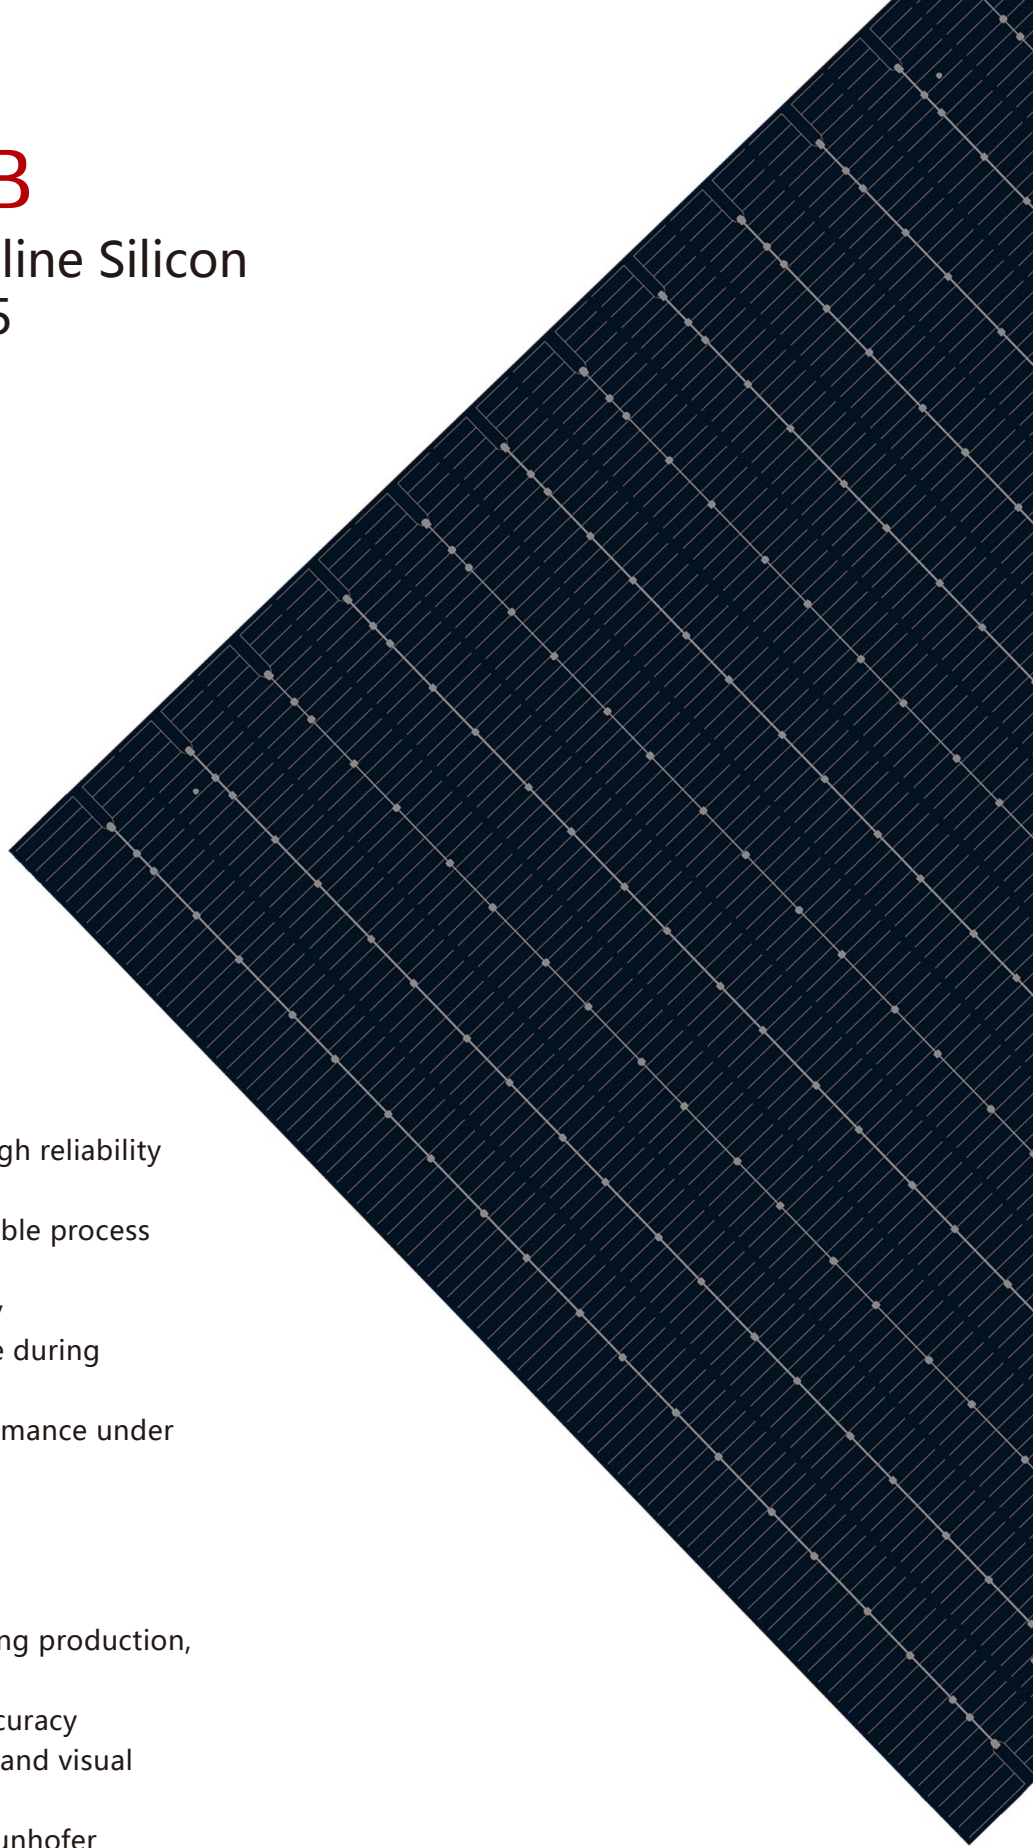 B
line Silicon
5
gh reliability
ble process
y
e during
mance under
ng production,
curacy
and visual
unhofer